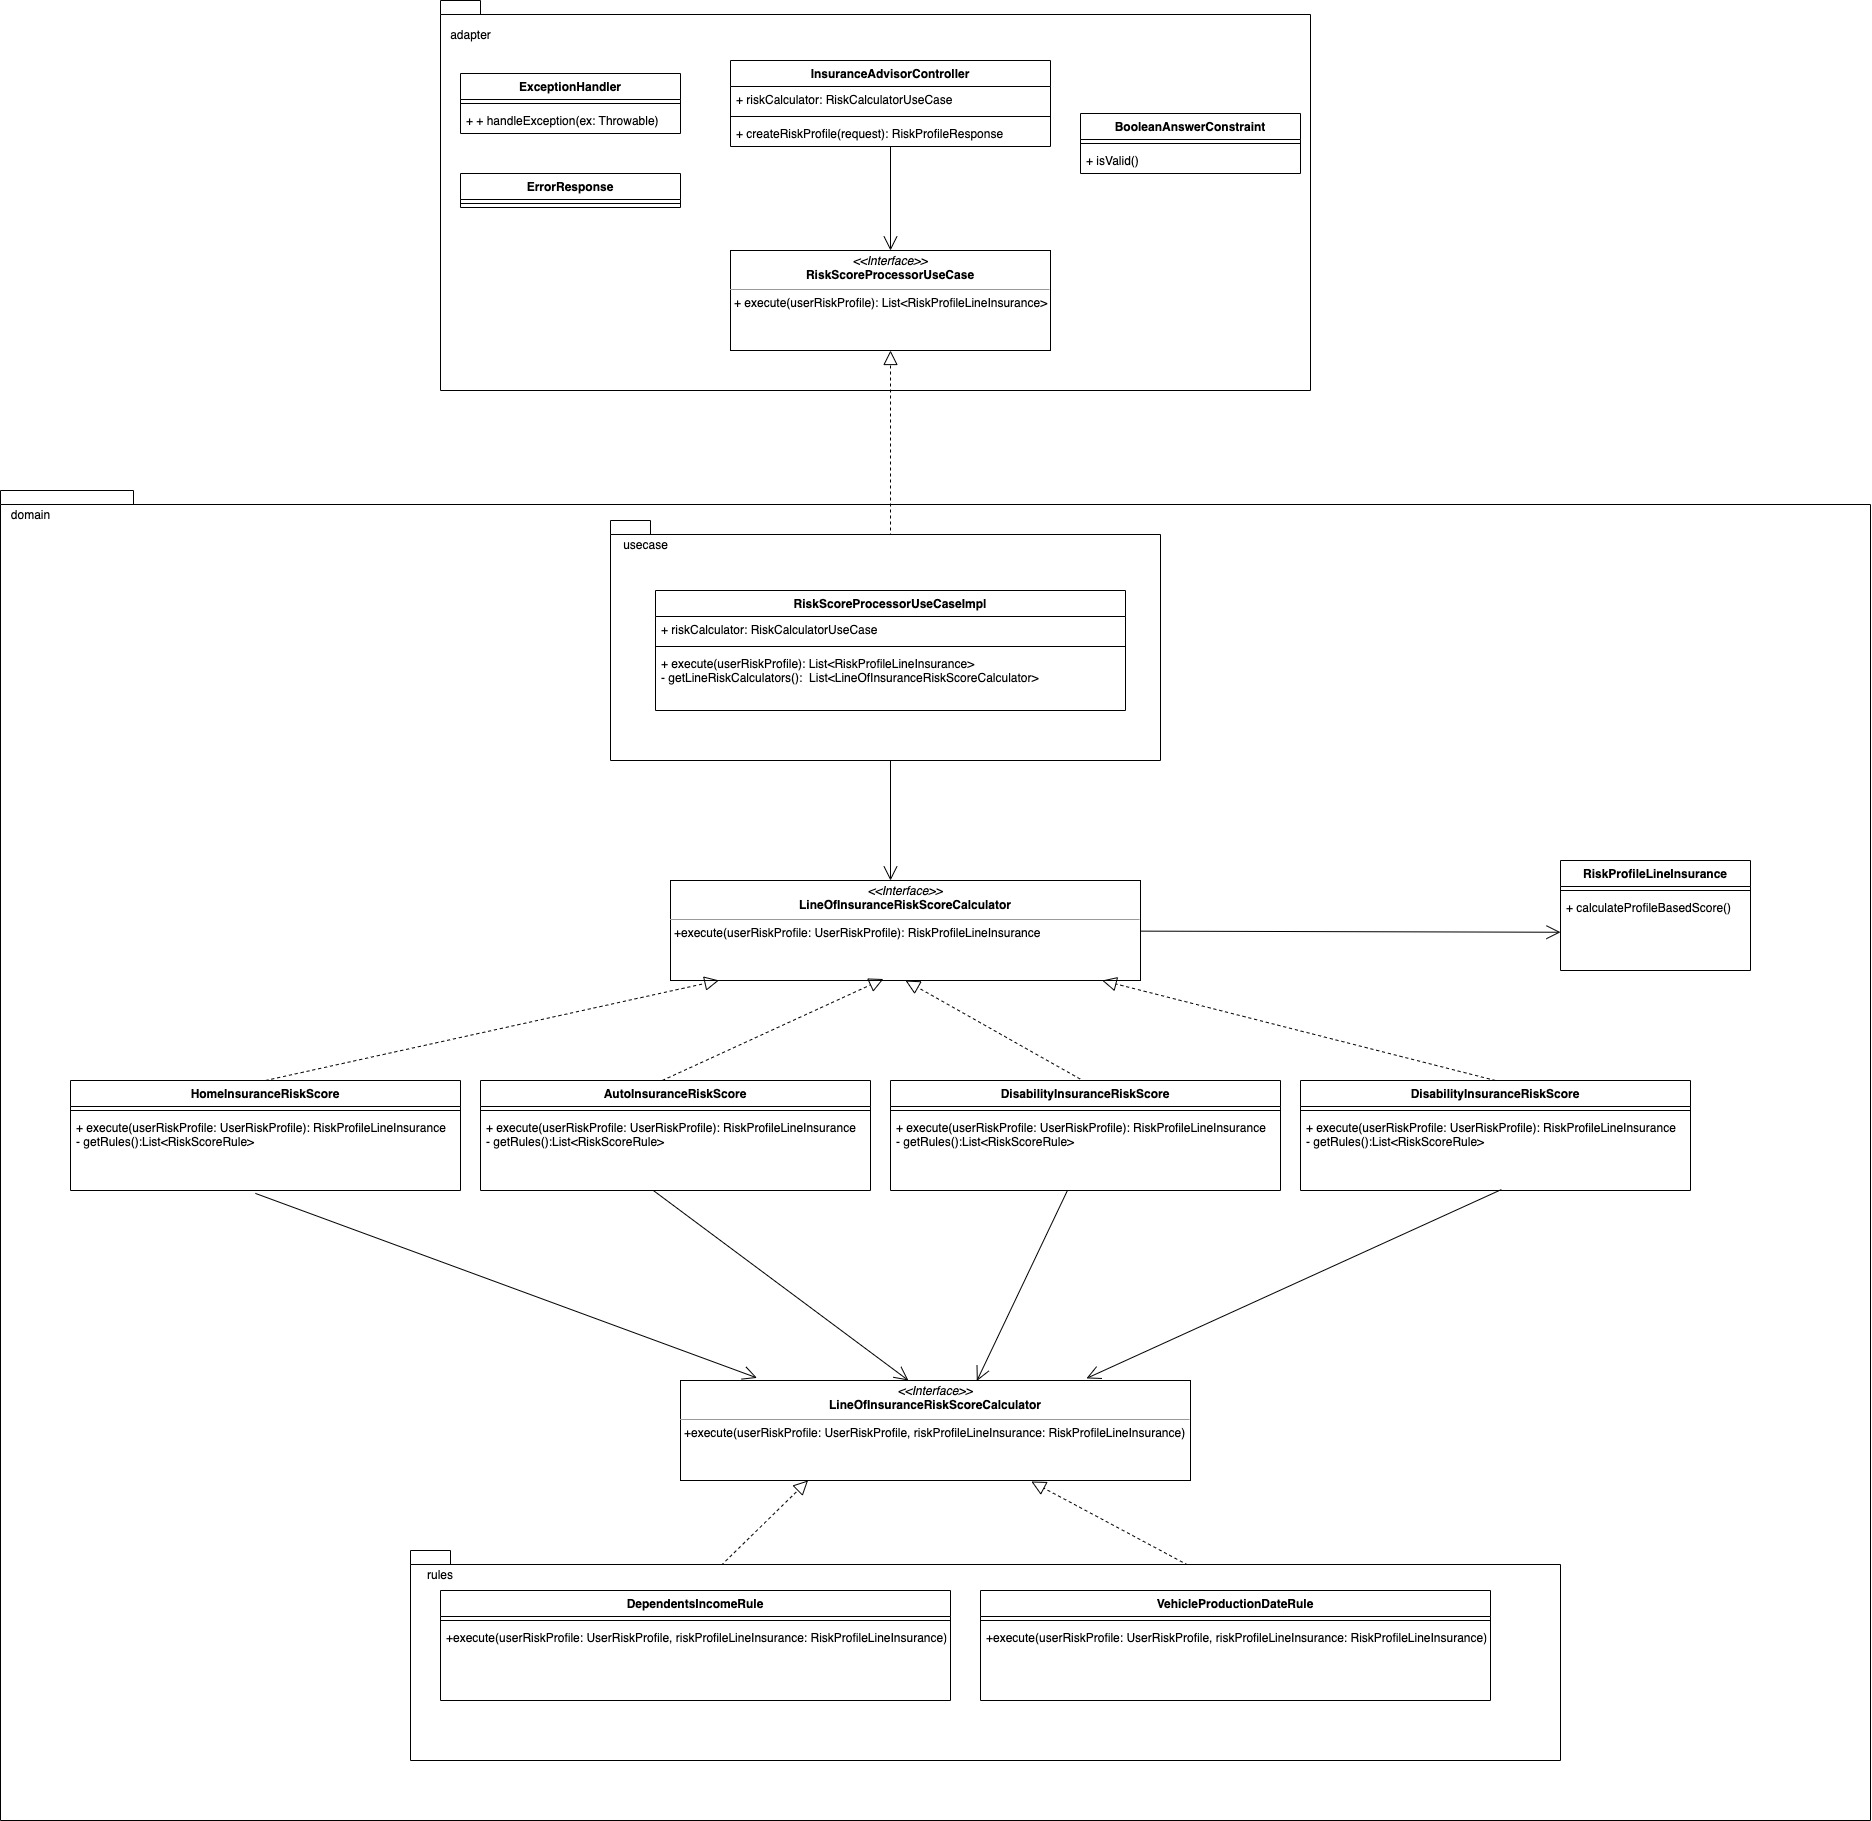 adapter
ExceptionHandler
+ + handleException(ex: Throwable)
InsuranceAdvisorController
+ riskCalculator: RiskCalculatorUseCase
+ createRiskProfile(request): RiskProfileResponse
BooleanAnswerConstraint
+ isValid()
ErrorResponse
<<Interface>>
RiskScoreProcessorUseCase
+ execute(userRiskProfile): List<RiskProfileLineInsurance>
domain
usecase
RiskScoreProcessorUseCaseImpl
+ riskCalculator: RiskCalculatorUseCase
+ execute(userRiskProfile): List<RiskProfileLineInsurance>
- getLineRiskCalculators():  List<LineOfInsuranceRiskScoreCalculator>
<<Interface>>
LineOfInsuranceRiskScoreCalculator
+execute(userRiskProfile: UserRiskProfile): RiskProfileLineInsurance
RiskProfileLineInsurance
+ calculateProfileBasedScore()
HomeInsuranceRiskScore
+ execute(userRiskProfile: UserRiskProfile): RiskProfileLineInsurance
- getRules():List<RiskScoreRule>
AutoInsuranceRiskScore
+ execute(userRiskProfile: UserRiskProfile): RiskProfileLineInsurance
- getRules():List<RiskScoreRule>
DisabilityInsuranceRiskScore
+ execute(userRiskProfile: UserRiskProfile): RiskProfileLineInsurance
- getRules():List<RiskScoreRule>
DisabilityInsuranceRiskScore
+ execute(userRiskProfile: UserRiskProfile): RiskProfileLineInsurance
- getRules():List<RiskScoreRule>
<<Interface>>
LineOfInsuranceRiskScoreCalculator
+execute(userRiskProfile: UserRiskProfile, riskProfileLineInsurance: RiskProfileLineInsurance)
rules
DependentsIncomeRule
+execute(userRiskProfile: UserRiskProfile, riskProfileLineInsurance: RiskProfileLineInsurance)
VehicleProductionDateRule
+execute(userRiskProfile: UserRiskProfile, riskProfileLineInsurance: RiskProfileLineInsurance)